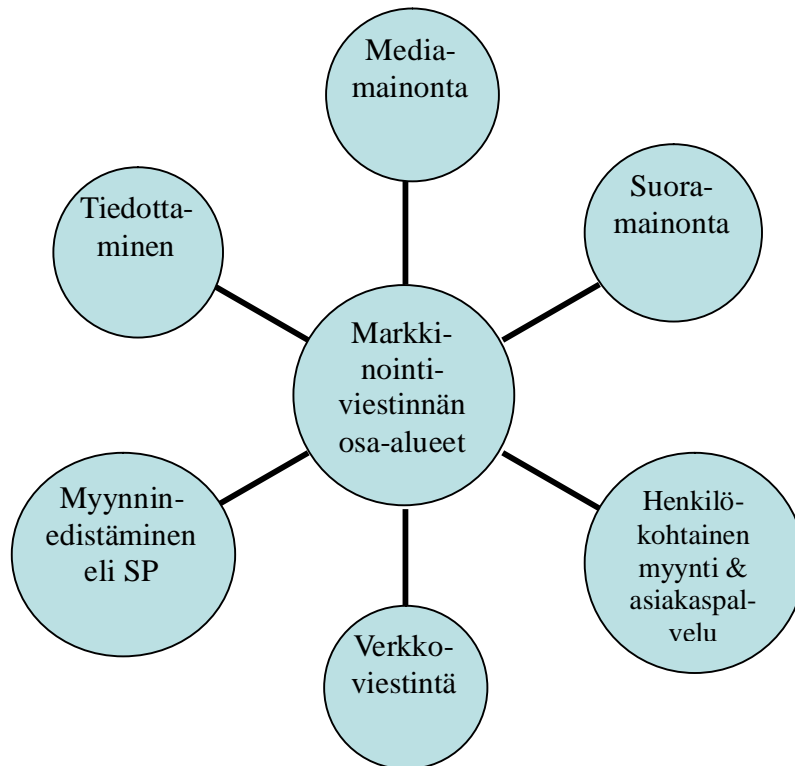 Media-
mainonta
Suora-
mainonta
Tiedotta-
minen
Markki-
nointi-
viestinnän
osa-alueet
Myynnin-
edistäminen
eli SP
Henkilö-
kohtainen
myynti &
asiakaspal-
velu
Verkko-
viestintä